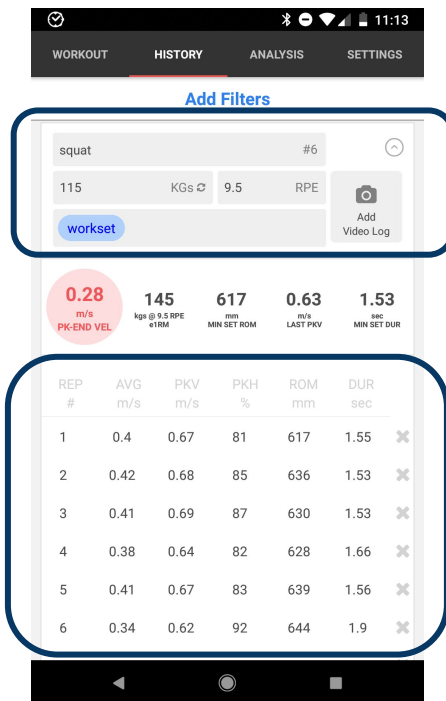 11:13
WORKOUT HISTORY ANALYSIS SETTINGS
Add Filters
squat #6
115 KGs 9.5 RPE
workset
Add
Video Log
0.28 145 617 0.63 1.53
m/s kgs @ 9.5 RPE mm m/s sec
PK-END VEL e1RM MIN SET ROM LAST PKV MIN SET DUR
REP AVG PKV PKH ROM DUR
# m/s m/s % mm sec
1 0.4 0.67 81 617 1.55
2 0.42 0.68 85 636 1.53
3 0.41 0.69 87 630 1.53
4 0.38 0.64 82 628 1.66
5 0.41 0.67 83 639 1.56
6 0.34 0.62 92 644 1.9